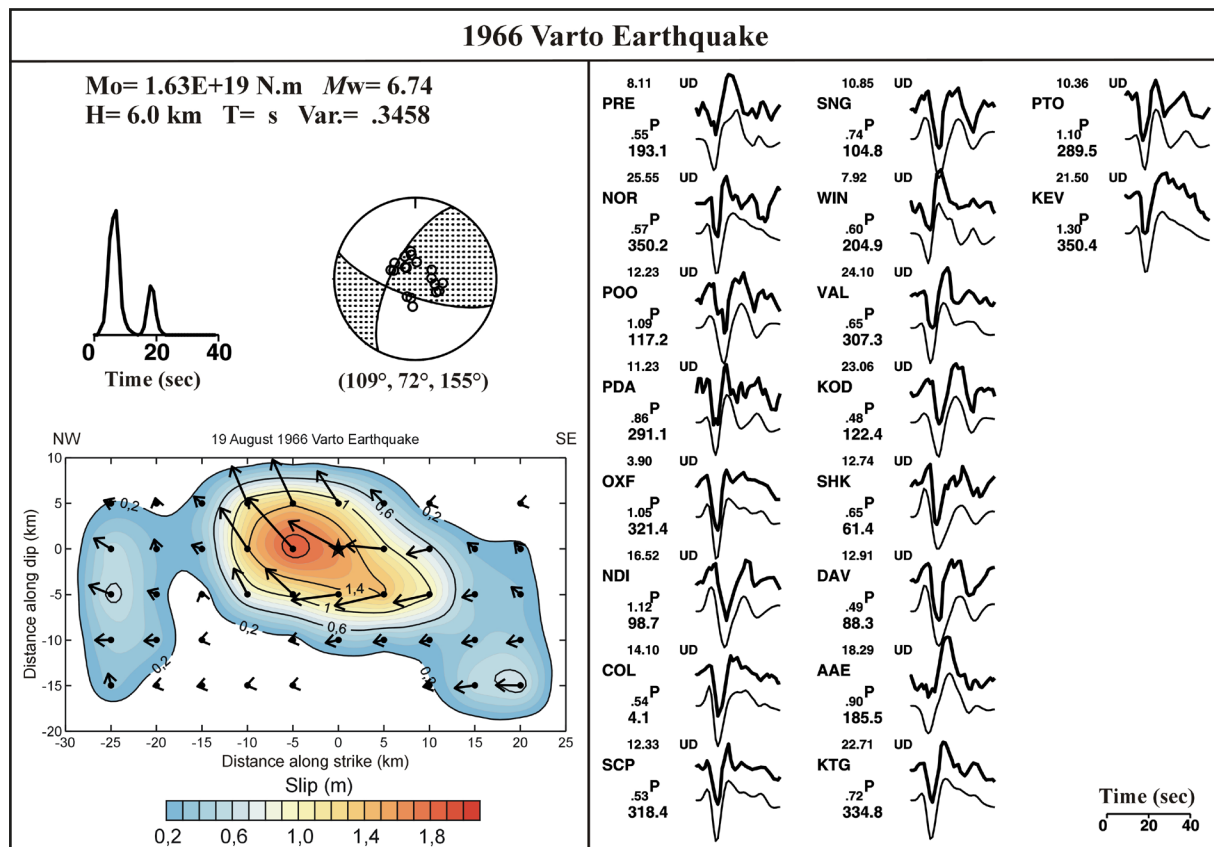 1966 Varto Earthquake
Mo= 1.63E+19 N.m Mw= 6.74
H= 6.0 km T= s Var.= .3458
0 20 40
Time (sec)
(109°, 72°, 155°)
NW 19 August 1966 Varto Earthquake SE
10
5
0
-5
-10
-15
-20
Distance along dip (km)
0,2
0,2
1
0,6
0,2
1,4
1
0,6
0,2
0,2
-30 -25 -20 -15 -10 -5 0 5 10 15 20 25
Distance along strike (km)
Slip (m)
0,2 0,6 1,0 1,4 1,8
8.11 UD
PRE
.55 P
193.1
25.55 UD
NOR
.57 P
350.2
12.23 UD
POO
1.09 P
117.2
11.23 UD
PDA
.86 P
291.1
3.90 UD
OXF
1.05 P
321.4
16.52 UD
NDI
1.12 P
98.7
14.10 UD
COL
.54 P
4.1
12.33 UD
SCP
.53 P
318.4
10.85 UD
SNG
.74 P
104.8
7.92 UD
WIN
.60 P
204.9
24.10 UD
VAL
.65 P
307.3
23.06 UD
KOD
.48 P
122.4
12.74 UD
SHK
.65 P
61.4
12.91 UD
DAV
.49 P
88.3
18.29 UD
AAE
.90 P
185.5
22.71 UD
KTG
.72 P
334.8
10.36 UD
PTO
1.10 P
289.5
21.50 UD
KEV
1.30 P
350.4
Time (sec)
0 20 40